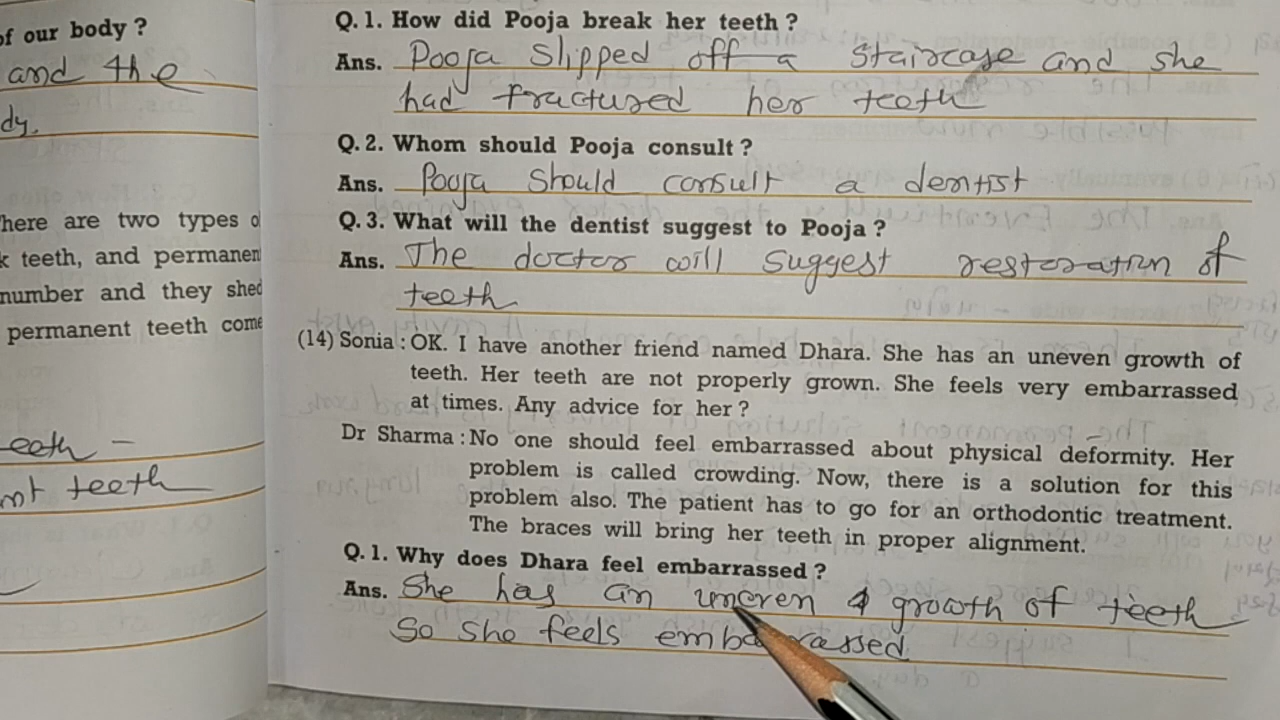 of our body ?
and the
dy.
here are two types o
k teeth, and permanen
number and they shed
permanent teeth come
eeth –
nt teeth
Q. 1. How did Pooja break her teeth ?
Ans. Pooja slipped off a staircase and she
had fractured her teeth
Q. 2. Whom should Pooja consult ?
Ans. Pooja should consult a dentist
Q. 3. What will the dentist suggest to Pooja ?
Ans. The doctor will suggest restoration of
teeth
(14) Sonia : OK. I have another friend named Dhara. She has an uneven growth of
teeth. Her teeth are not properly grown. She feels very embarrassed
at times. Any advice for her ?
Dr Sharma : No one should feel embarrassed about physical deformity. Her
problem is called crowding. Now, there is a solution for this
problem also. The patient has to go for an orthodontic treatment.
The braces will bring her teeth in proper alignment.
Q. 1. Why does Dhara feel embarrassed ?
Ans. She has an uneven growth of teeth
So she feels embarrassed